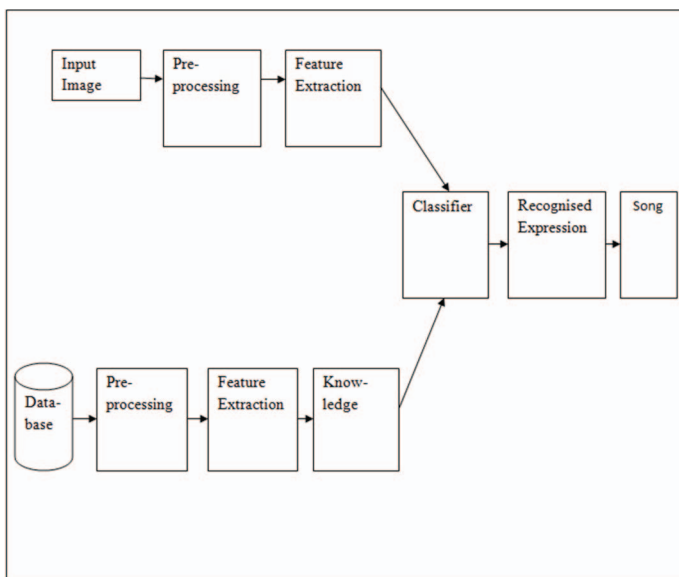 Input
Image
Pre-
processing
Feature
Extraction
Classifier
Recognised
Expression
Song
Data-
base
Pre-
processing
Feature
Extraction
Know-
ledge